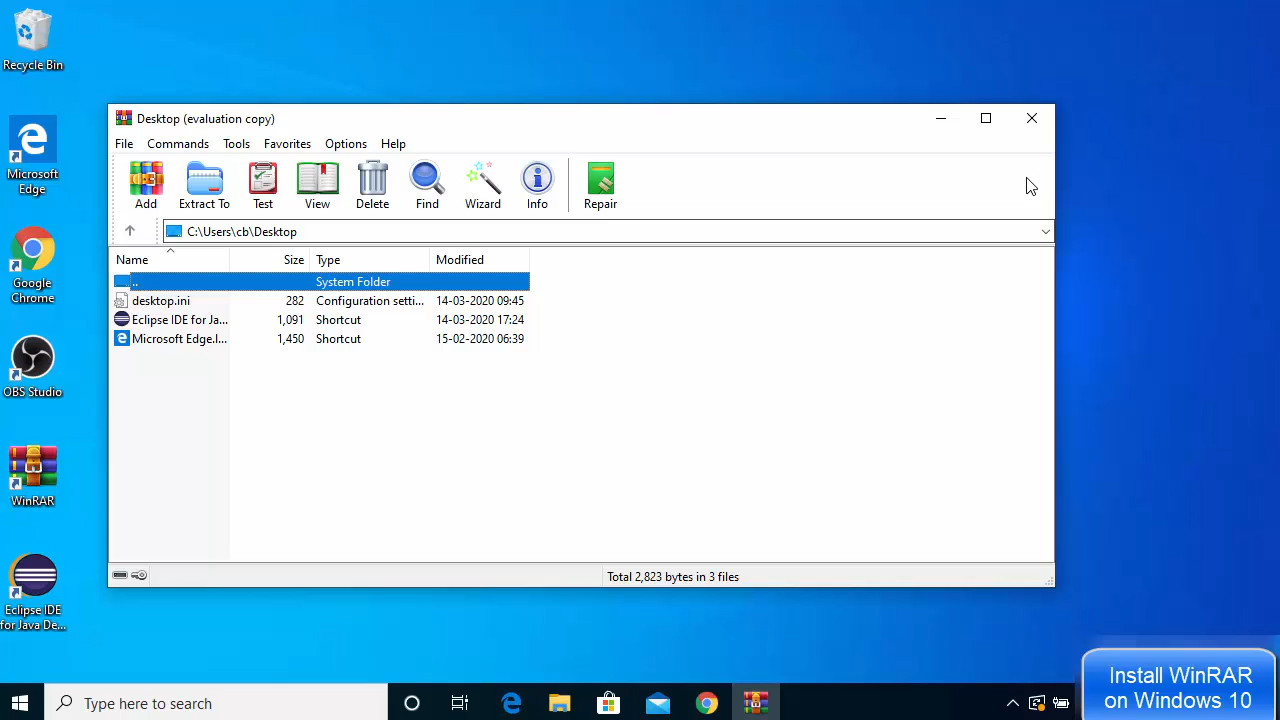 Recycle Bin
Microsoft
Edge
Google
Chrome
OBS Studio
WinRAR
Eclipse IDE
for Java De...
Desktop (evaluation copy)
File Commands Tools Favorites Options Help
Add Extract To Test View Delete Find Wizard Info Repair
C:\Users\cb\Desktop
Name Size Type Modified
.. System Folder
desktop.ini 282 Configuration setti... 14-03-2020 09:45
Eclipse IDE for Ja... 1,091 Shortcut 14-03-2020 17:24
Microsoft Edge.l... 1,450 Shortcut 15-02-2020 06:39
Total 2,823 bytes in 3 files
Type here to search
Install WinRAR
on Windows 10